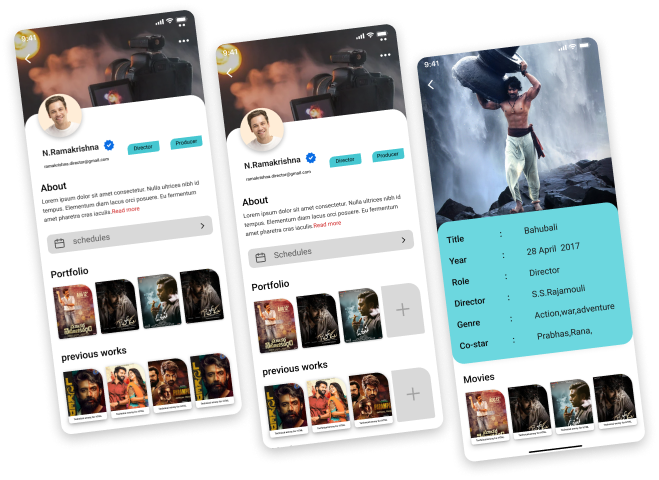 9:41
N.Ramakrishna
Director
Producer
ramakrishna.director@gmail.com
About
Lorem ipsum dolor sit amet consectetur. Nulla ultrices nibh id
tempus. Elementum diam lacus orci posuere. Eu fermentum
amet pharetra cras iaculis.Read more
schedules
Portfolio
previous works
9:41
N.Ramakrishna
Director
Producer
ramakrishna.director@gmail.com
About
Lorem ipsum dolor sit amet consectetur. Nulla ultrices nibh id
tempus. Elementum diam lacus orci posuere. Eu fermentum
amet pharetra cras iaculis.Read more
Schedules
Portfolio
previous works
9:41
Title : Bahubali
Year : 28 April 2017
Role : Director
Director : S.S.Rajamouli
Genre : Action,war,adventure
Co-star : Prabhas,Rana,
Movies